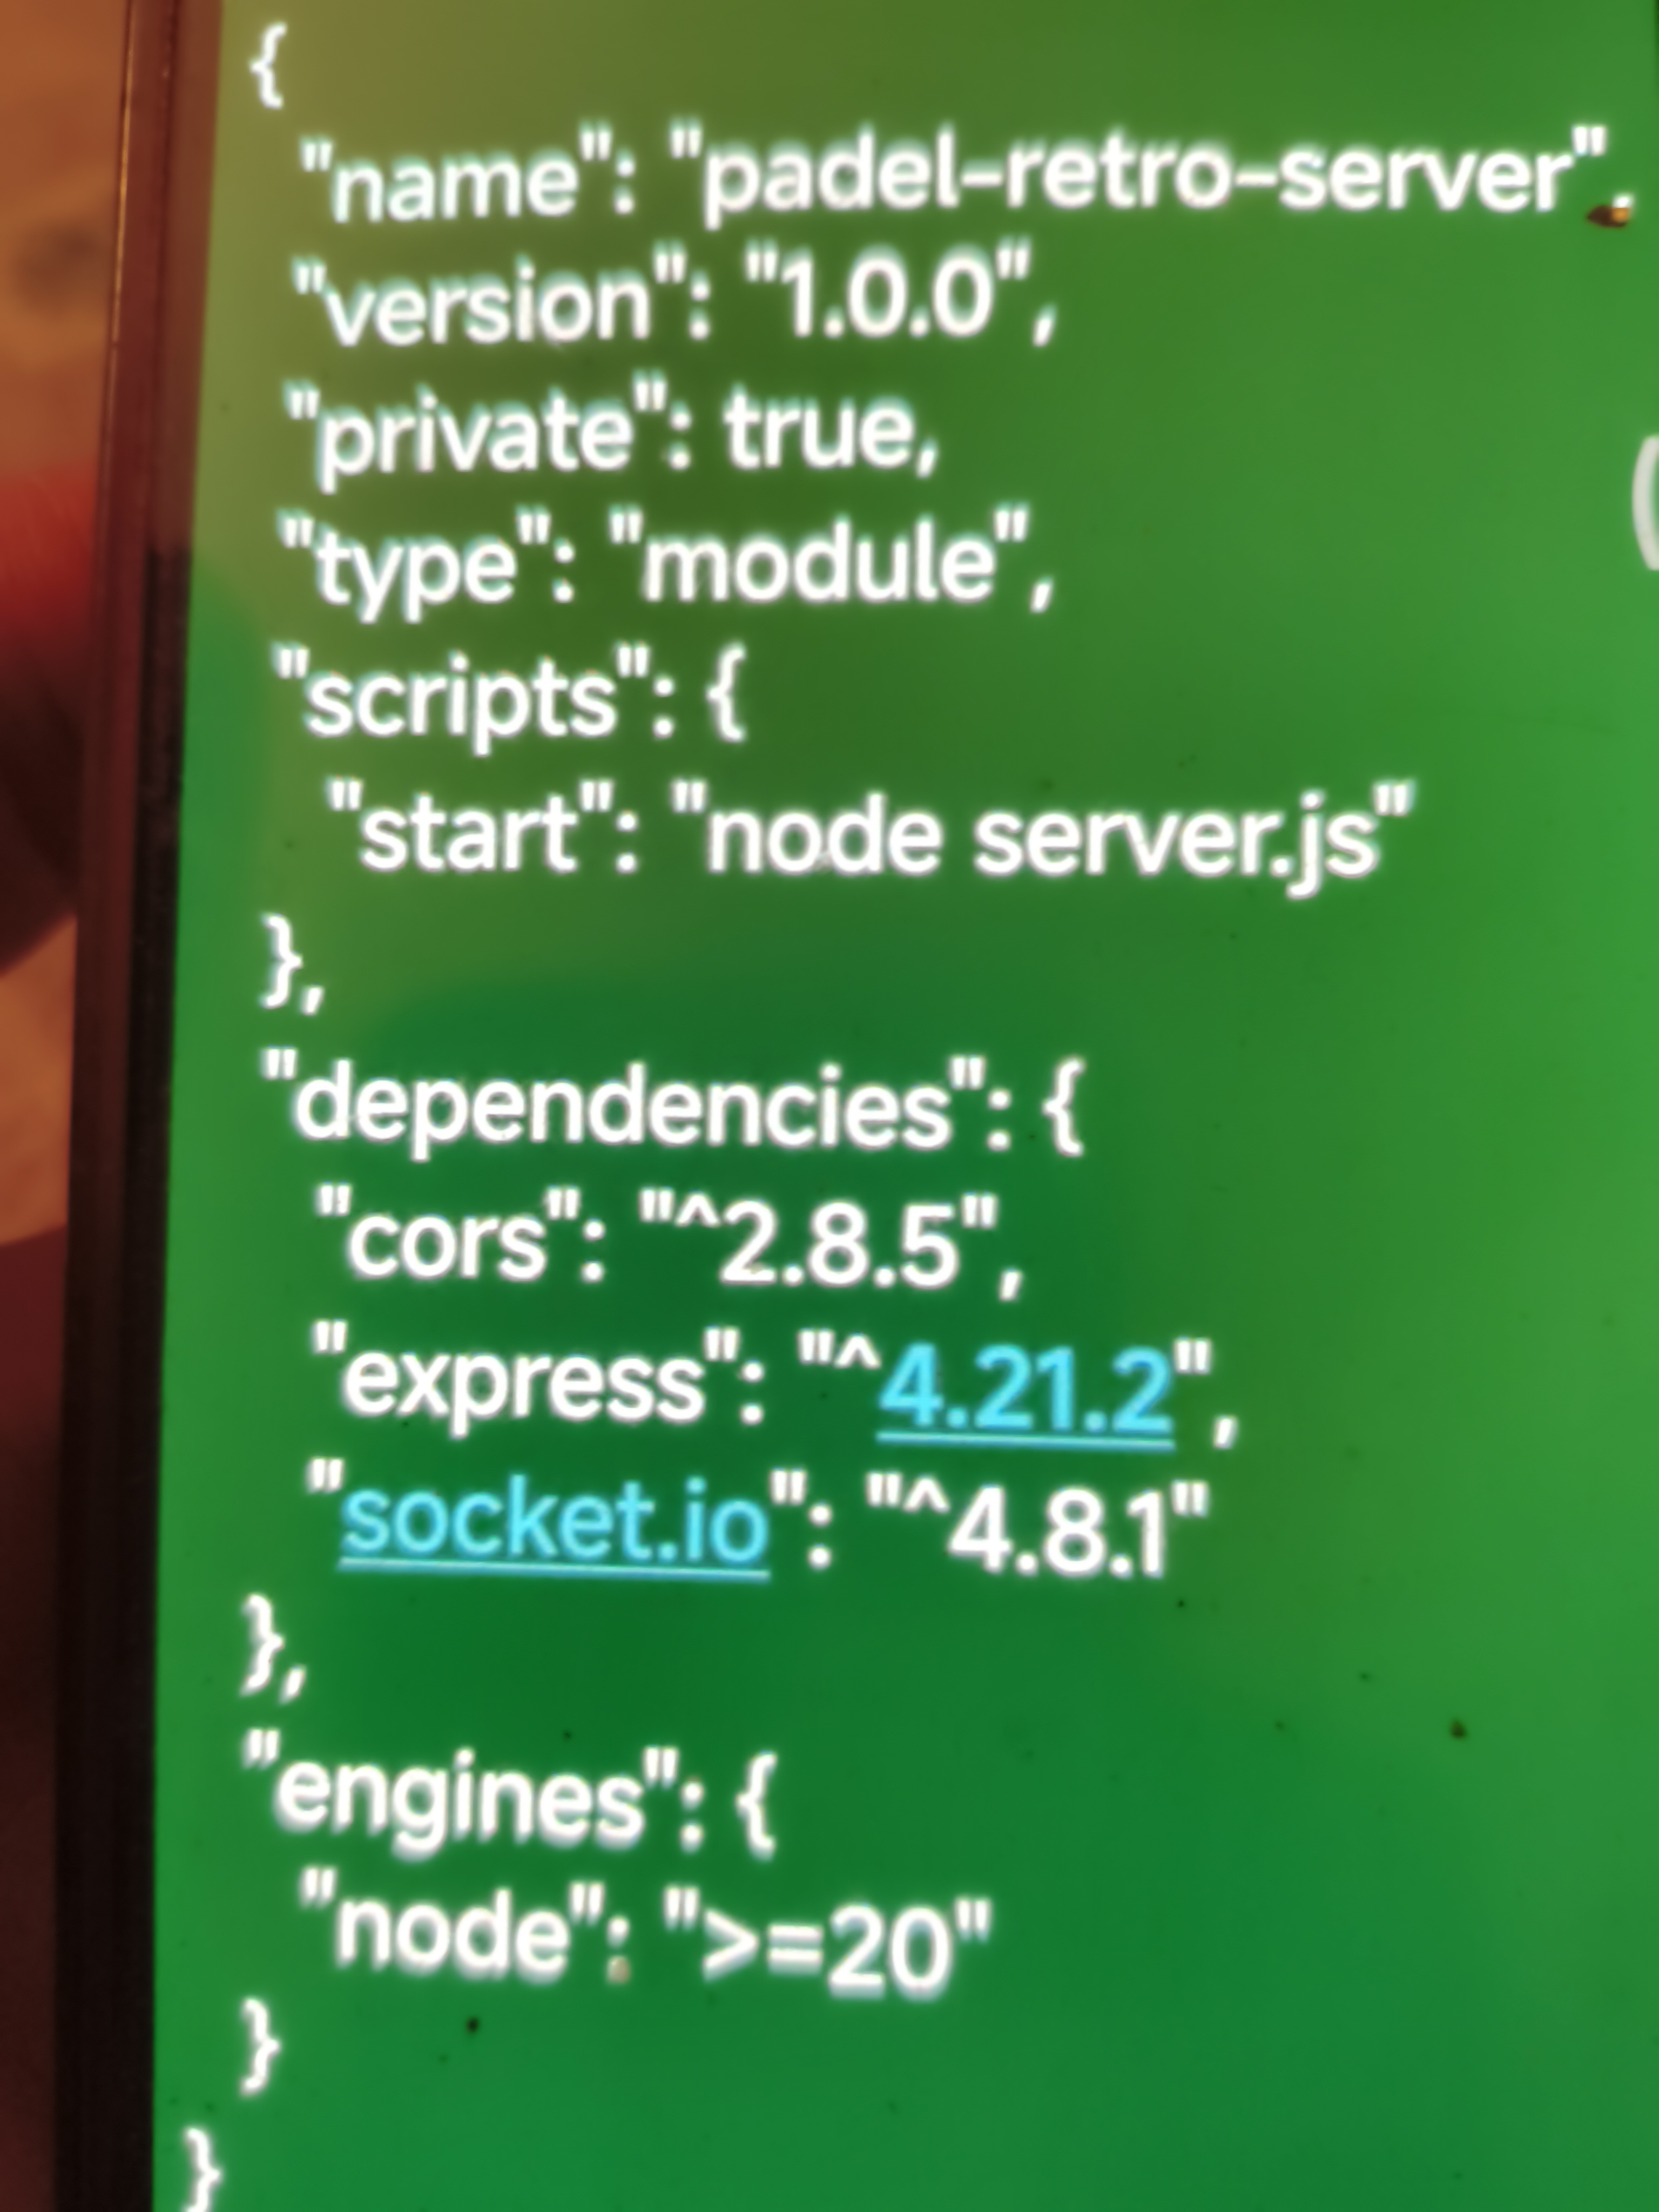 {
"name": "padel-retro-server",
"version": "1.0.0",
"private": true,
"type": "module",
"scripts": {
"start": "node server.js"
},
"dependencies": {
"cors": "^2.8.5",
"express": "^4.21.2",
"socket.io": "^4.8.1"
},
"engines": {
"node": ">=20"
}
}